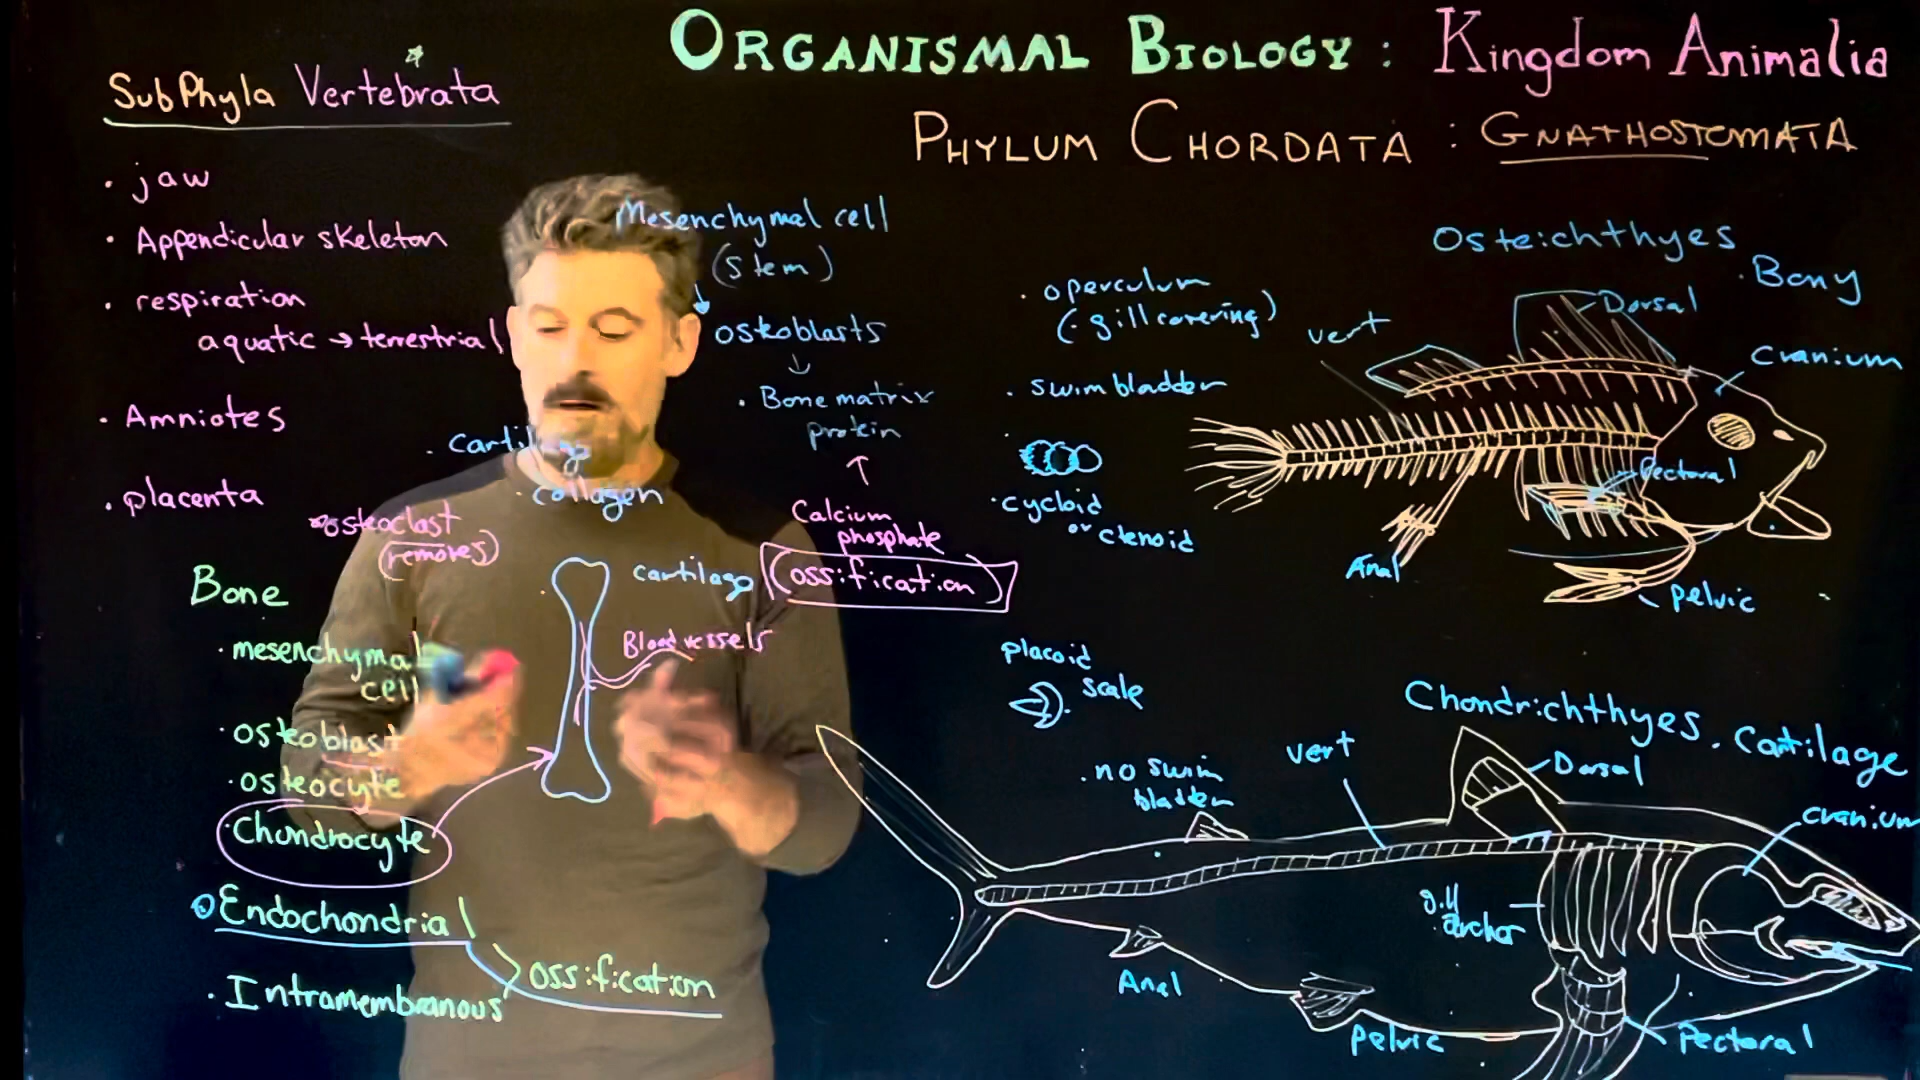 ORGANISMAL BIOLOGY : Kingdom Animalia
PHYLUM CHORDATA : GNATHOSTOMATA
SubPhyla Vertebrata
· jaw
· Appendicular skeleton
· respiration
aquatic → terrestrial
· Amniotes
· placenta
osteoclast
(removes)
Bone
· mesenchymal
cell
· osteoblast
· osteocyte
· Chondrocyte
Endochondrial
· Intramembranous
ossification
· cartilage
· collagen
Mesenchymal cell
(stem)
↓
osteoblasts
↓
· Bone matrix
protein
↑
Calcium
phosphate
(ossification)
cartilage
Blood vessels
· operculum
(· gill covering)
· swim bladder
· cycloid
or ctenoid
Osteichthyes
· Bony
Dorsal
vert
cranium
Pectoral
Anal
pelvic
placoid
scale
Chondrichthyes . Cartilage
· no swim
bladder
vert
Dorsal
cranium
gill
Anal
pelvic
Pectoral